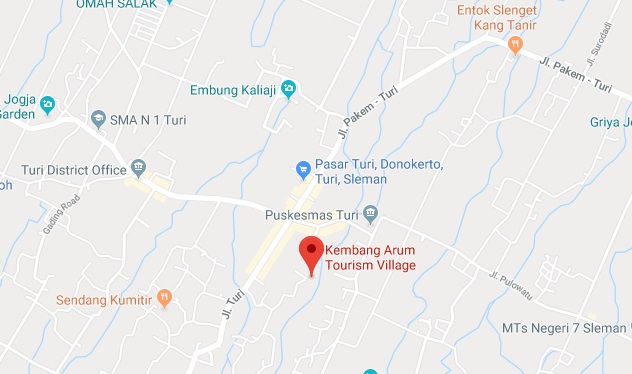 OMAH SALAK
Entok Slenget
Kang Tanir
Jl. Surodadi
Jl. Pakem - Turi
Embung Kaliaji
Jogja
Garden
SMA N 1 Turi
Jl. Pakem - Turi
Griya Je
Turi District Office
Pasar Turi, Donokerto,
Turi, Sleman
oh
Gading Road
Puskesmas Turi
Kembang Arum
Tourism Village
Jl. Pulowatu
Sendang Kumitir
Jl. Turi
MTs Negeri 7 Sleman